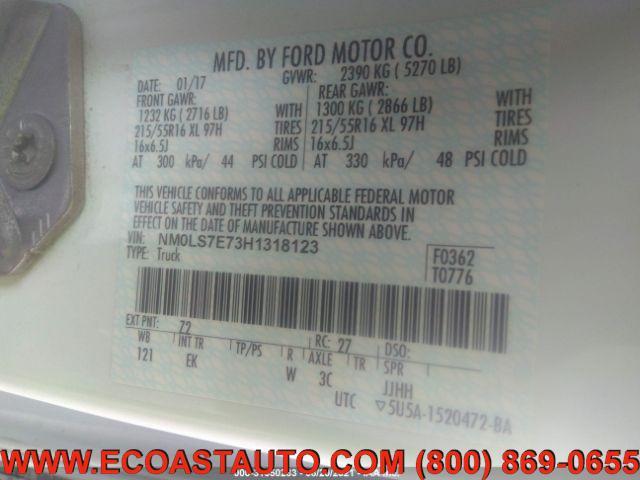 MFD. BY FORD MOTOR CO.
DATE: 01/17 GVWR: 2390 KG ( 5270 LB)
FRONT GAWR: REAR GAWR:
1232 KG ( 2716 LB) WITH 1300 KG ( 2866 LB) WITH
215/55R16 XL 97H TIRES 215/55R16 XL 97H TIRES
16x6.5J RIMS 16x6.5J RIMS
AT 300 kPa/ 44 PSI COLD AT 330 kPa/ 48 PSI COLD
THIS VEHICLE CONFORMS TO ALL APPLICABLE FEDERAL MOTOR
VEHICLE SAFETY AND THEFT PREVENTION STANDARDS IN
EFFECT ON THE DATE OF MANUFACTURE SHOWN ABOVE.
VIN: NM0LS7E73H1318123 F0362
TYPE: Truck T0776
EXT PNT: YZ RC: 27 DSO:
WB INT TR TP/PS R AXLE TR SPR
121 EK W 3C JJHH
UTC ▽5U5A-1520472-BA
WWW.ECOASTAUTO.COM (800) 869-0655